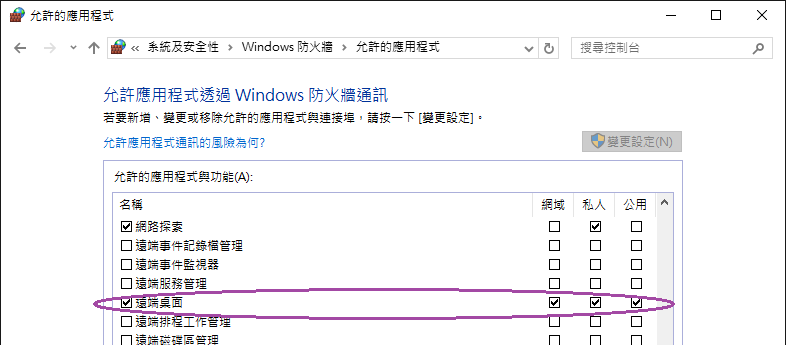 允許的應用程式
系統及安全性 > Windows 防火牆 > 允許的應用程式
搜尋控制台
允許應用程式透過 Windows 防火牆通訊
若要新增、變更或移除允許的應用程式與連接埠，請按一下 [變更設定]。
允許應用程式通訊的風險為何?
變更設定(N)
允許的應用程式與功能(A):
名稱 網域 私人 公用
網路探索
遠端事件記錄檔管理
遠端事件監視器
遠端服務管理
遠端桌面
遠端排程工作管理
遠端磁碟區管理